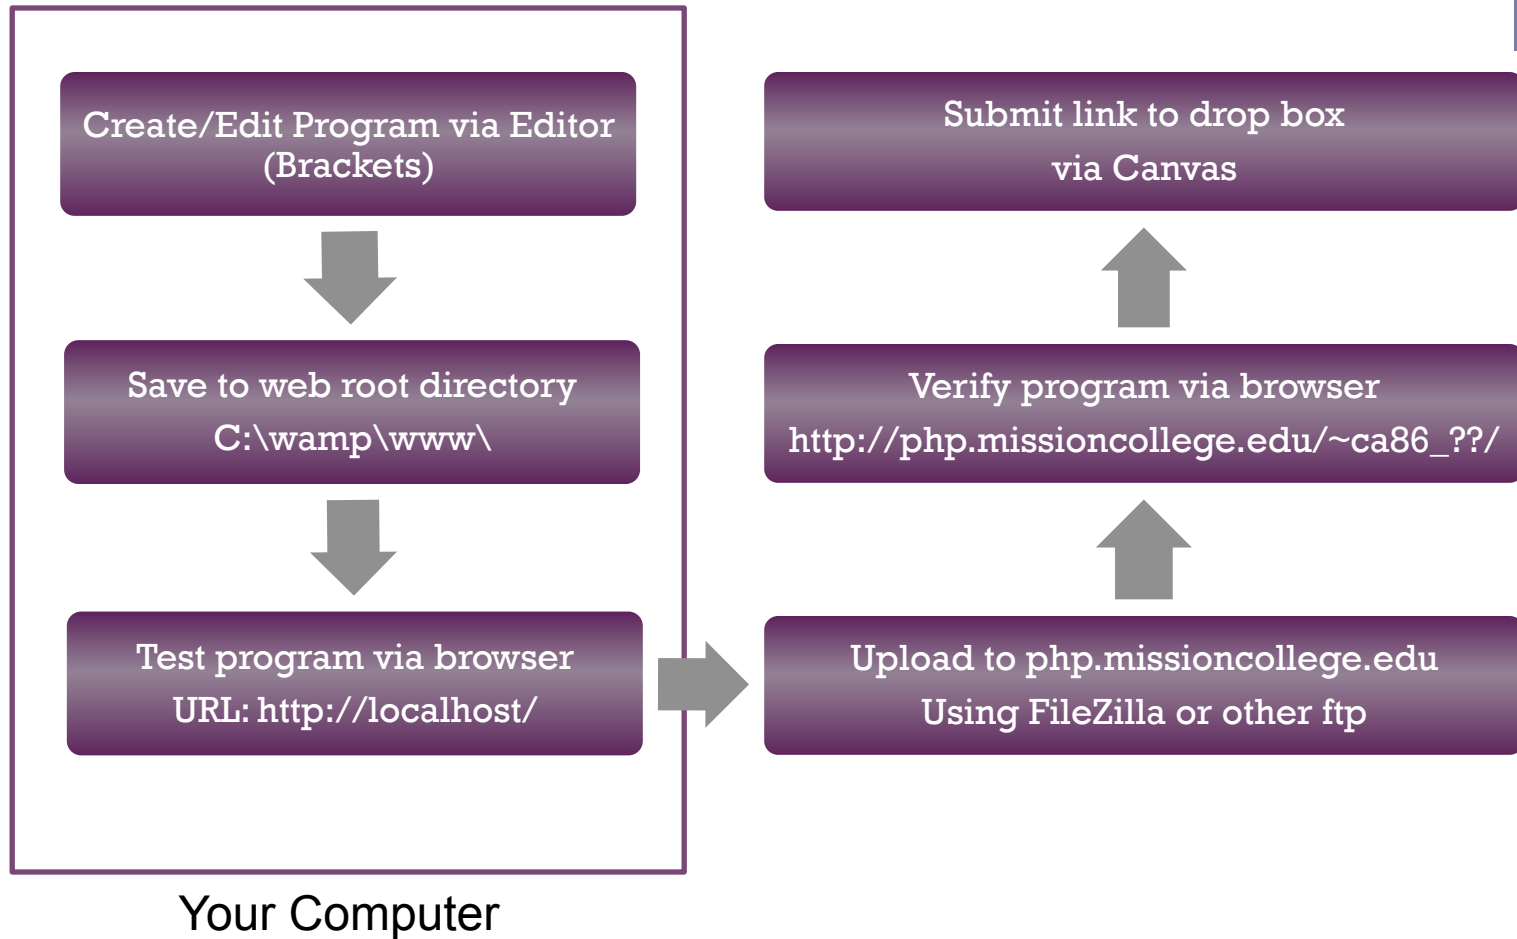 Create/Edit Program via Editor
(Brackets)
Save to web root directory
C:\wamp\www\
Test program via browser
URL: http://localhost/
Your Computer
Upload to php.missioncollege.edu
Using FileZilla or other ftp
Verify program via browser
http://php.missioncollege.edu/~ca86_??/
Submit link to drop box
via Canvas